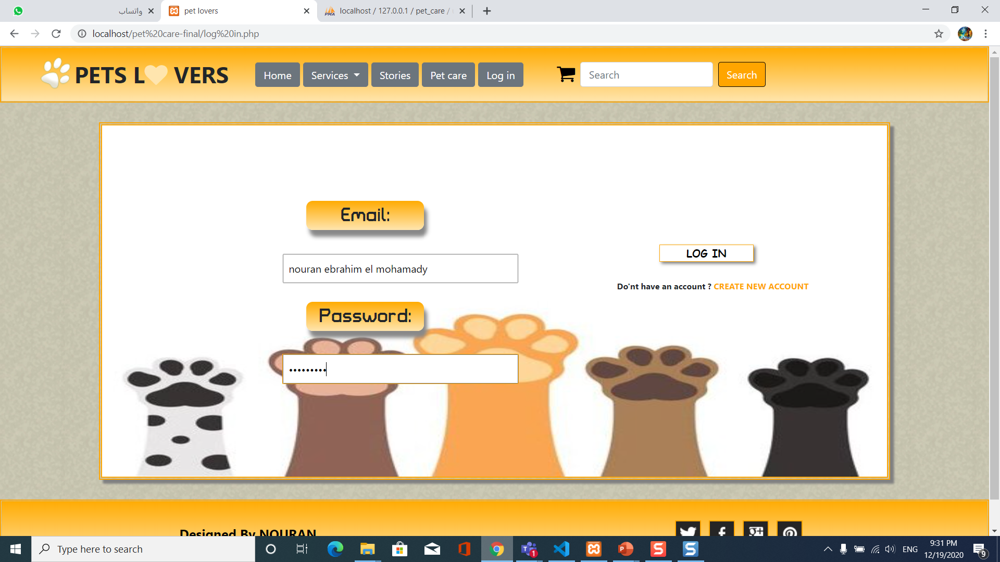 واتساب
pet lovers
localhost / 127.0.0.1 / pet_care /
localhost/pet%20care-final/log%20in.php
PETS L VERS
Home
Services
Stories
Pet care
Log in
Search
Search
Email:
nouran ebrahim el mohamady
LOG IN
Do'nt have an account ? CREATE NEW ACCOUNT
Password:
•••••••••
Designed By NOURAN
Type here to search
ENG
9:31 PM
12/19/2020
9